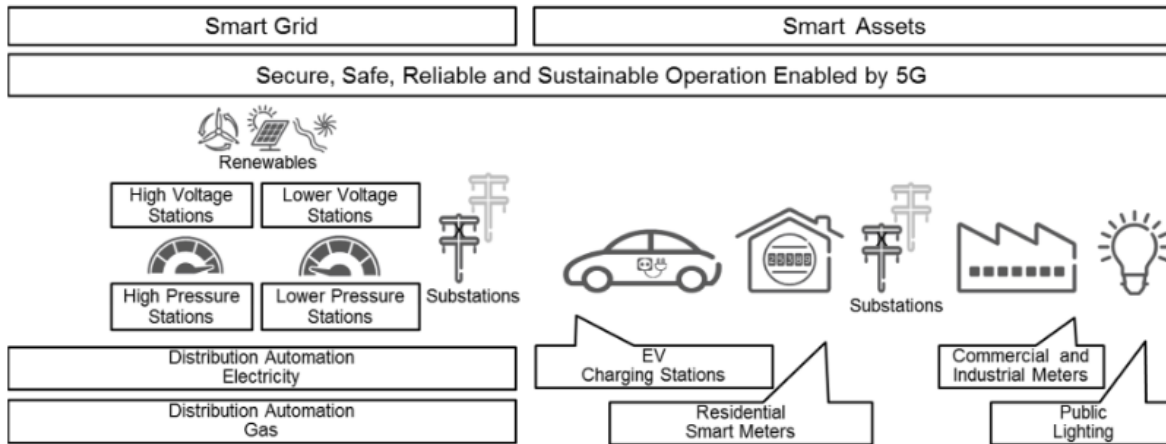 Smart Grid
Smart Assets
Secure, Safe, Reliable and Sustainable Operation Enabled by 5G
Renewables
High Voltage
Stations
Lower Voltage
Stations
High Pressure
Stations
Lower Pressure
Stations
Substations
Substations
Distribution Automation
Electricity
Distribution Automation
Gas
EV
Charging Stations
Residential
Smart Meters
Commercial and
Industrial Meters
Public
Lighting